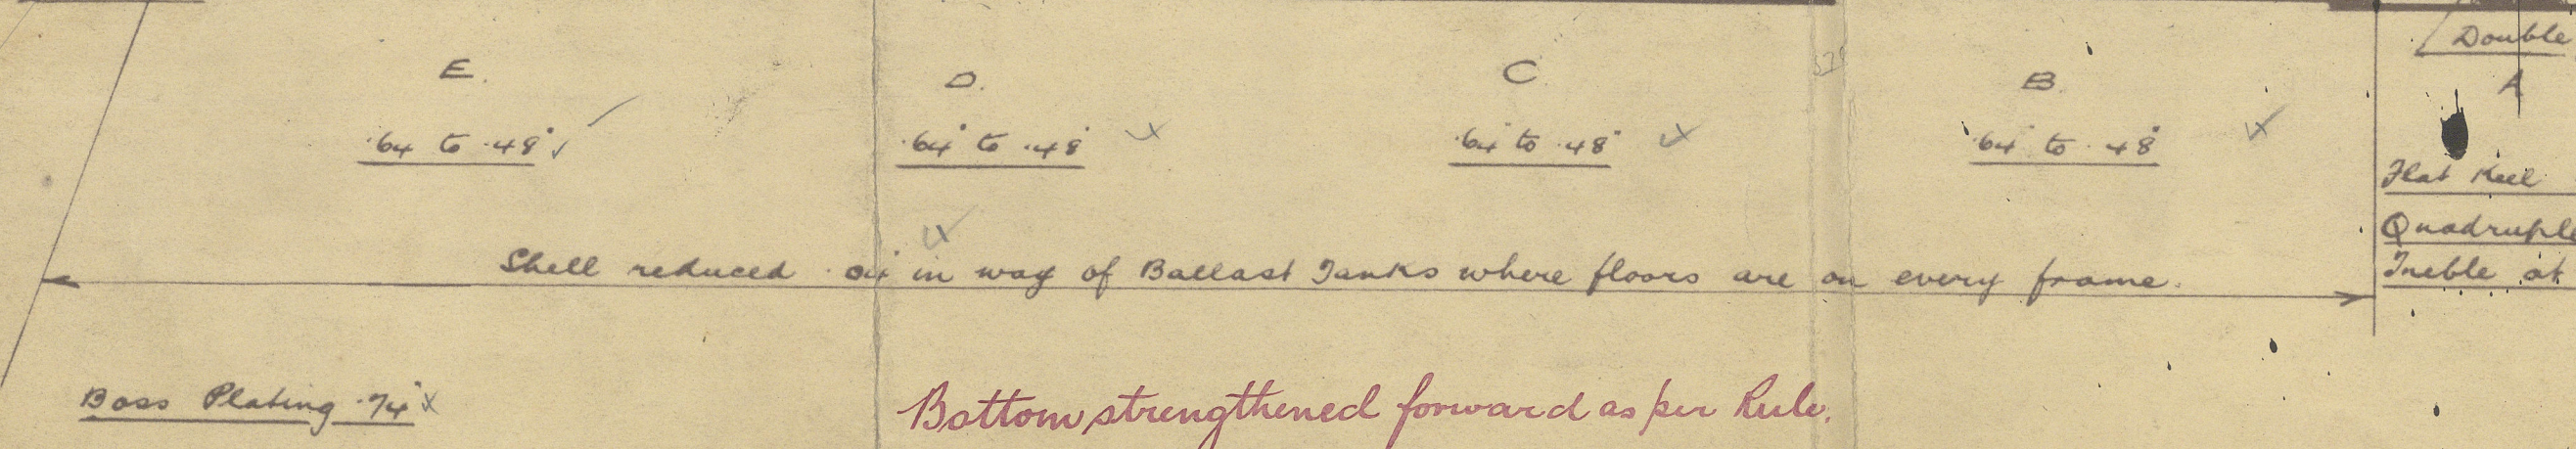 Double
E. D. C B. A
.64 to .48" .64" to .48" .64" to .48" .64" to .48"
Flat Keel
Quadruple
Shell reduced .04" in way of Ballast Tanks where floors are on every frame.
Treble at
Boss Plating .74"
Bottom strengthened forward as per Rule.